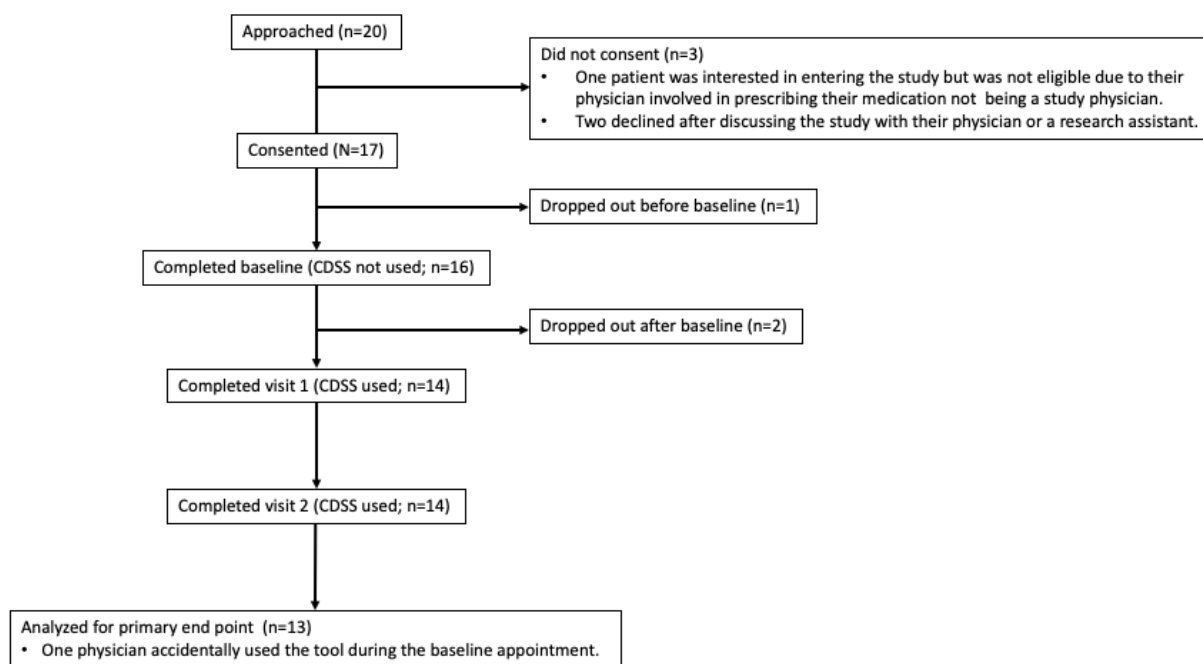 Approached (n=20)
Did not consent (n=3)
• One patient was interested in entering the study but was not eligible due to their
physician involved in prescribing their medication not being a study physician.
• Two declined after discussing the study with their physician or a research assistant.
Consented (N=17)
Dropped out before baseline (n=1)
Completed baseline (CDSS not used; n=16)
Dropped out after baseline (n=2)
Completed visit 1 (CDSS used; n=14)
Completed visit 2 (CDSS used; n=14)
Analyzed for primary end point (n=13)
• One physician accidentally used the tool during the baseline appointment.